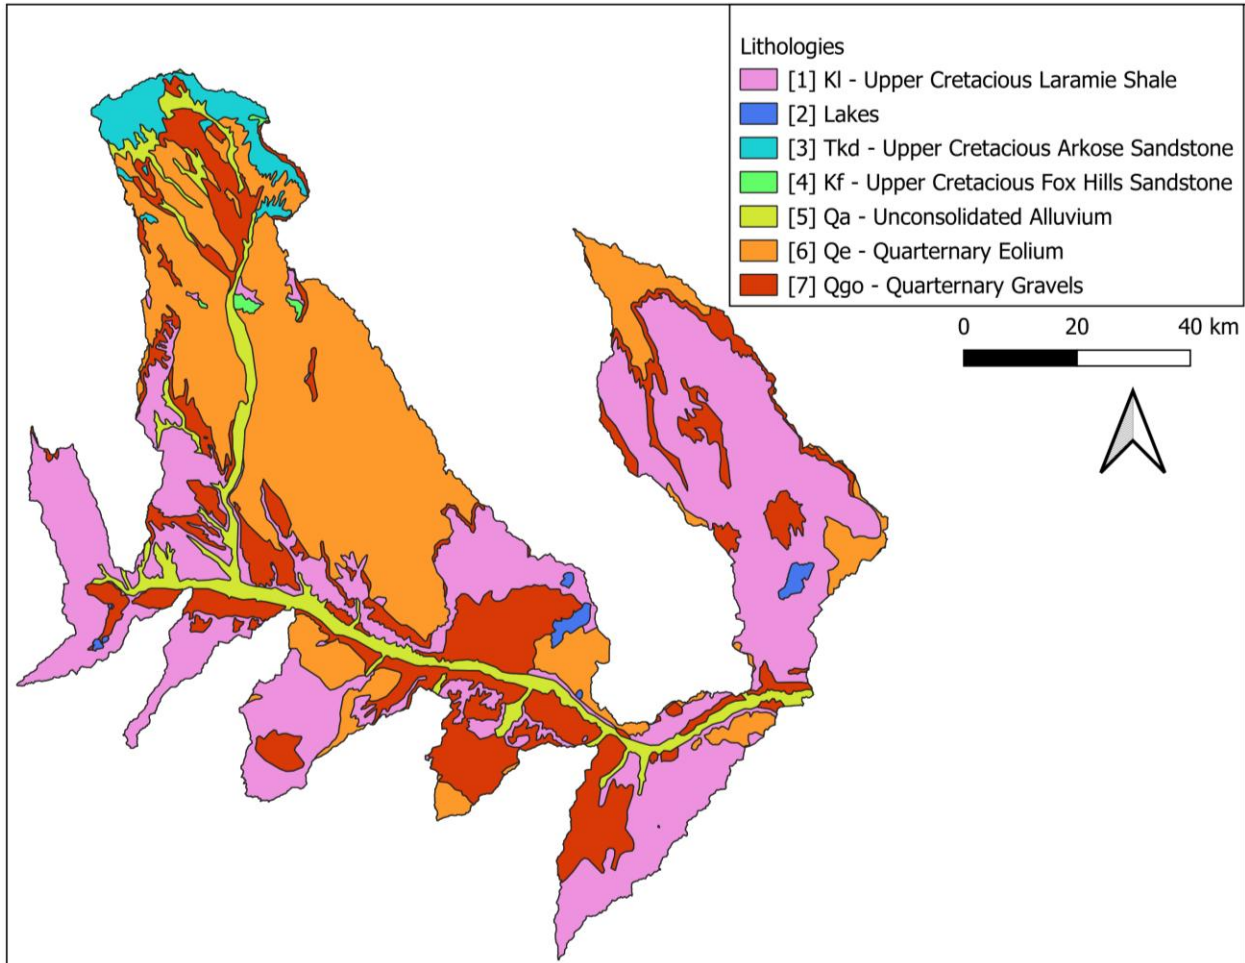 Lithologies
[1] Kl - Upper Cretacious Laramie Shale
[2] Lakes
[3] Tkd - Upper Cretacious Arkose Sandstone
[4] Kf - Upper Cretacious Fox Hills Sandstone
[5] Qa - Unconsolidated Alluvium
[6] Qe - Quarternary Eolium
[7] Qgo - Quarternary Gravels
0 20 40 km